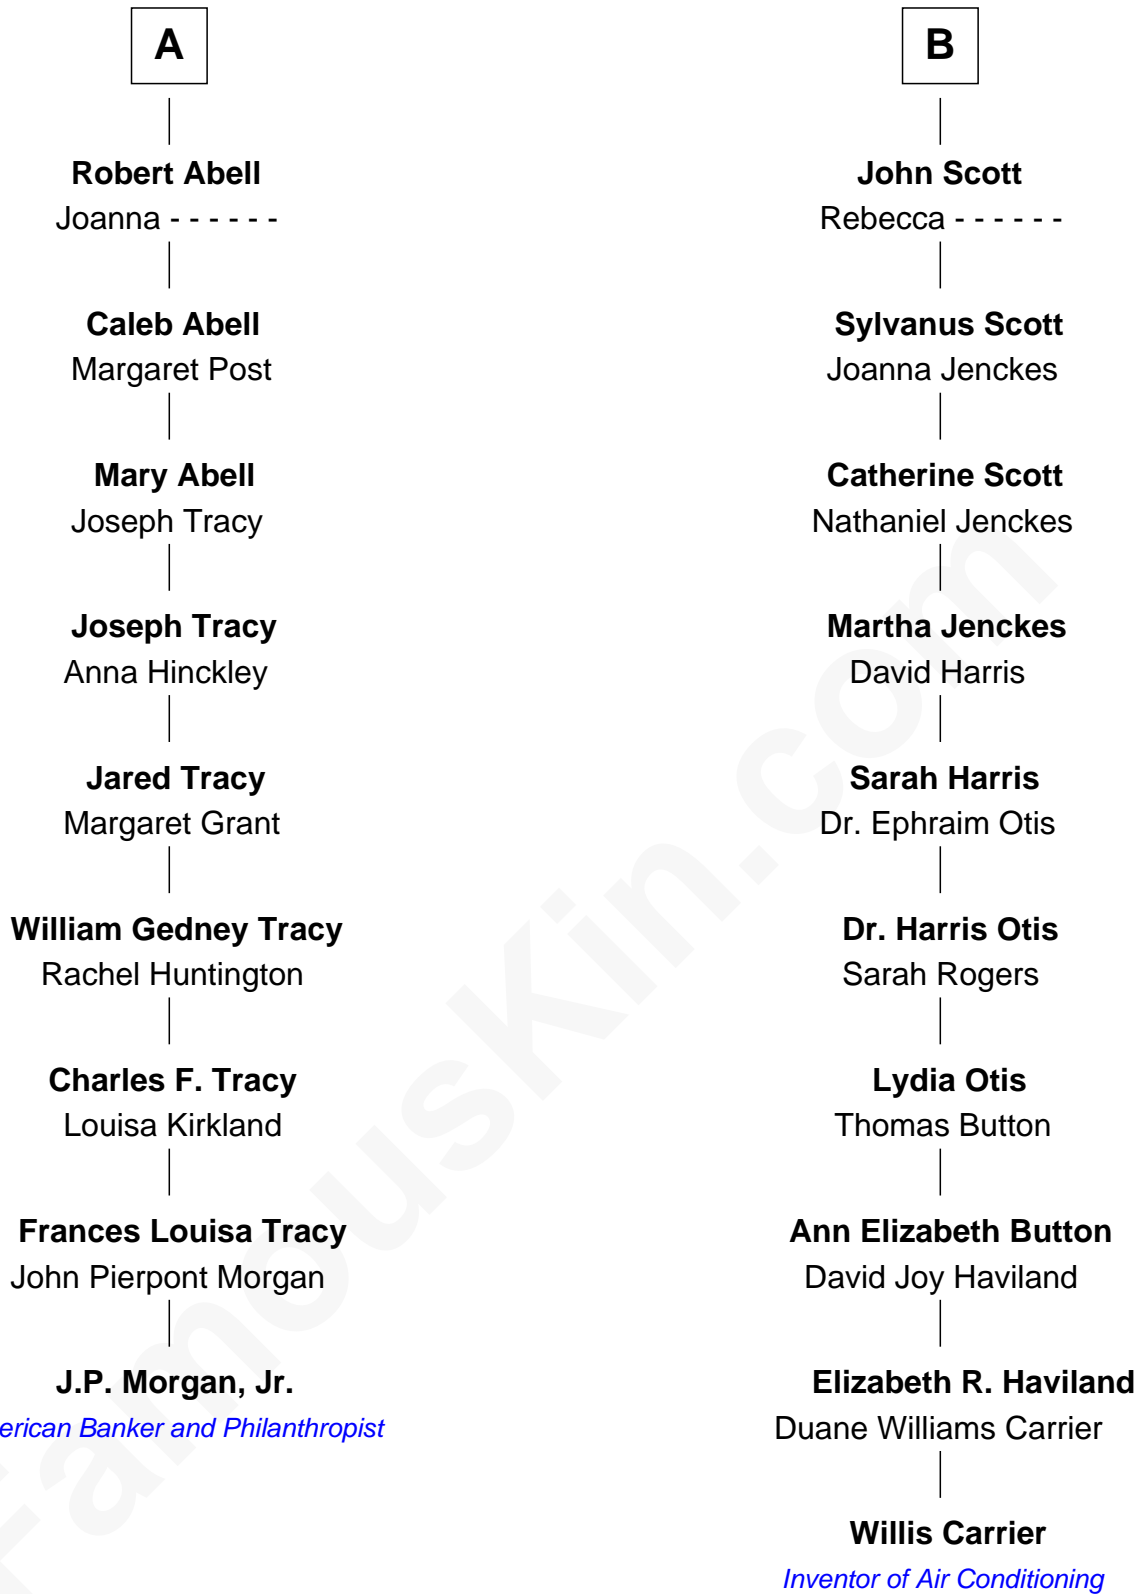 A
Robert Abell
Joanna - - - - - -
Caleb Abell
Margaret Post
Mary Abell
Joseph Tracy
Joseph Tracy
Anna Hinckley
Jared Tracy
Margaret Grant
William Gedney Tracy
Rachel Huntington
Charles F. Tracy
Louisa Kirkland
Frances Louisa Tracy
John Pierpont Morgan
J.P. Morgan, Jr.
erican Banker and Philanthropist
B
John Scott
Rebecca - - - - - -
Sylvanus Scott
Joanna Jenckes
Catherine Scott
Nathaniel Jenckes
Martha Jenckes
David Harris
Sarah Harris
Dr. Ephraim Otis
Dr. Harris Otis
Sarah Rogers
Lydia Otis
Thomas Button
Ann Elizabeth Button
David Joy Haviland
Elizabeth R. Haviland
Duane Williams Carrier
Willis Carrier
Inventor of Air Conditioning
FamousKin.com